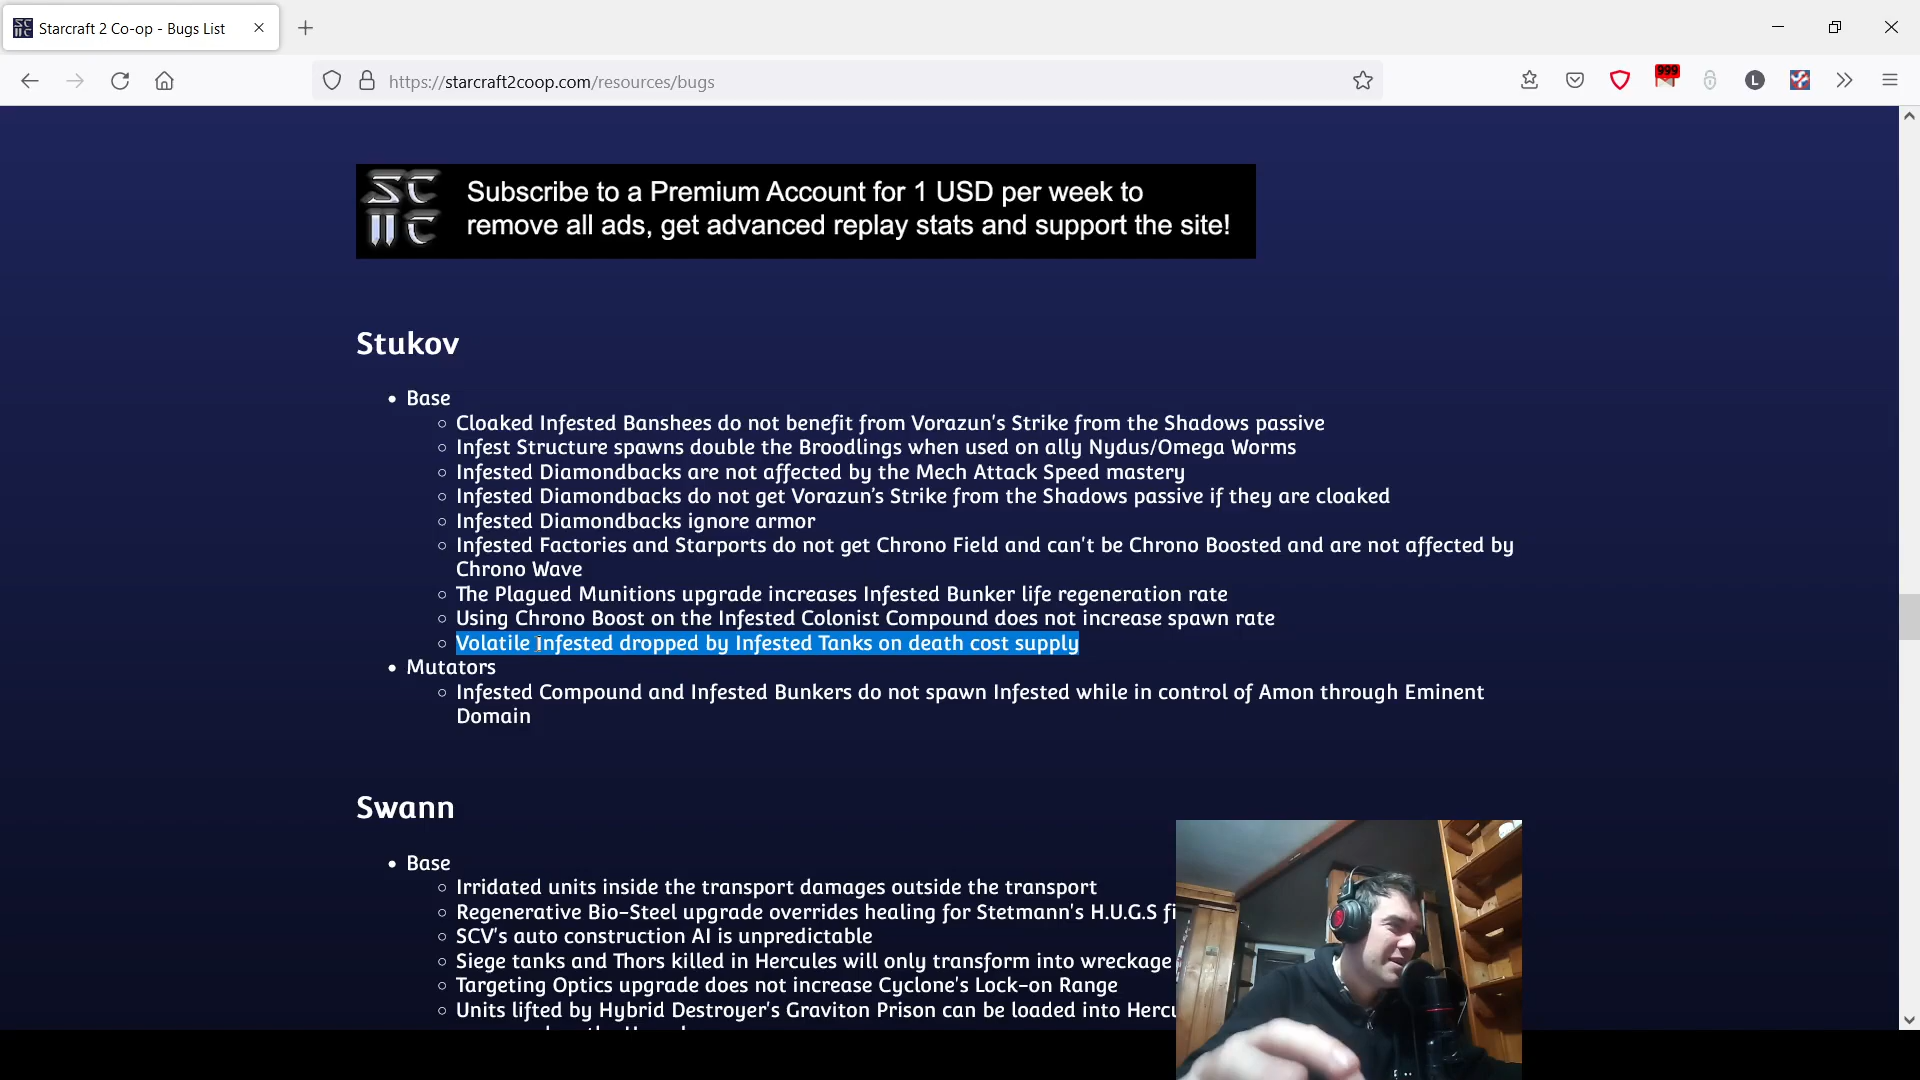 Starcraft 2 Co-op - Bugs List
https://starcraft2coop.com/resources/bugs
999
L
SC
IIC
Subscribe to a Premium Account for 1 USD per week to
remove all ads, get advanced replay stats and support the site!
Stukov
Base
Cloaked Infested Banshees do not benefit from Vorazun's Strike from the Shadows passive
Infest Structure spawns double the Broodlings when used on ally Nydus/Omega Worms
Infested Diamondbacks are not affected by the Mech Attack Speed mastery
Infested Diamondbacks do not get Vorazun's Strike from the Shadows passive if they are cloaked
Infested Diamondbacks ignore armor
Infested Factories and Starports do not get Chrono Field and can't be Chrono Boosted and are not affected by
Chrono Wave
The Plagued Munitions upgrade increases Infested Bunker life regeneration rate
Using Chrono Boost on the Infested Colonist Compound does not increase spawn rate
Volatile Infested dropped by Infested Tanks on death cost supply
Mutators
Infested Compound and Infested Bunkers do not spawn Infested while in control of Amon through Eminent
Domain
Swann
Base
Irridated units inside the transport damages outside the transport
Regenerative Bio-Steel upgrade overrides healing for Stetmann's H.U.G.S
SCV's auto construction AI is unpredictable
Siege tanks and Thors killed in Hercules will only transform into wreckage
Targeting Optics upgrade does not increase Cyclone's Lock-on Range
Units lifted by Hybrid Destroyer's Graviton Prison can be loaded into